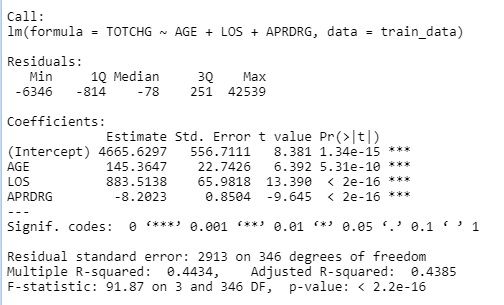 Call:
lm(formula = TOTCHG ~ AGE + LOS + APRDRG, data = train_data)
Residuals:
Min 1Q Median 3Q Max
-6346 -814 -78 251 42539
Coefficients:
Estimate Std. Error t value Pr(>|t|)
(Intercept) 4665.6297 556.7111 8.381 1.34e-15 ***
AGE 145.3647 22.7426 6.392 5.31e-10 ***
LOS 883.5138 65.9818 13.390 < 2e-16 ***
APRDRG -8.2023 0.8504 -9.645 < 2e-16 ***
---
Signif. codes: 0 ‘***’ 0.001 ‘**’ 0.01 ‘*’ 0.05 ‘.’ 0.1 ‘ ’ 1
Residual standard error: 2913 on 346 degrees of freedom
Multiple R-squared: 0.4434, Adjusted R-squared: 0.4385
F-statistic: 91.87 on 3 and 346 DF, p-value: < 2.2e-16